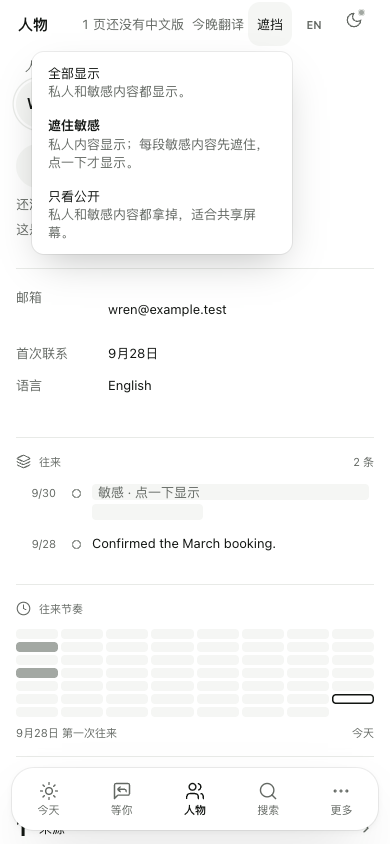 人物
1 页还没有中文版 今晚翻译 遮挡 EN
全部显示
私人和敏感内容都显示。
遮住敏感
私人内容显示；每段敏感内容先遮住，
点一下才显示。
只看公开
私人和敏感内容都拿掉，适合共享屏
幕。
邮箱
wren@example.test
首次联系 9月28日
语言 English
往来 2 条
9/30 敏感 · 点一下显示
9/28 Confirmed the March booking.
往来节奏
9月28日 第一次往来 今天
今天 等你 人物 搜索 更多